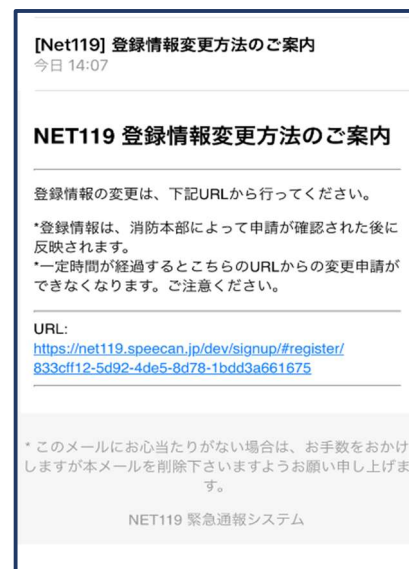 [Net119] 登録情報変更方法のご案内
今日 14:07
NET119 登録情報変更方法のご案内
登録情報の変更は、下記URLから行ってください。
*登録情報は、消防本部によって申請が確認された後に
反映されます。
*一定時間が経過するとこちらのURLからの変更申請が
できなくなります。ご注意ください。
URL:
https://net119.speecan.jp/dev/signup/#register/
833cff12-5d92-4de5-8d78-1bdd3a661675
* このメールにお心当たりがない場合は、お手数をおかけ
しますが本メールを削除下さいますようお願い申し上げま
す。
NET119 緊急通報システム